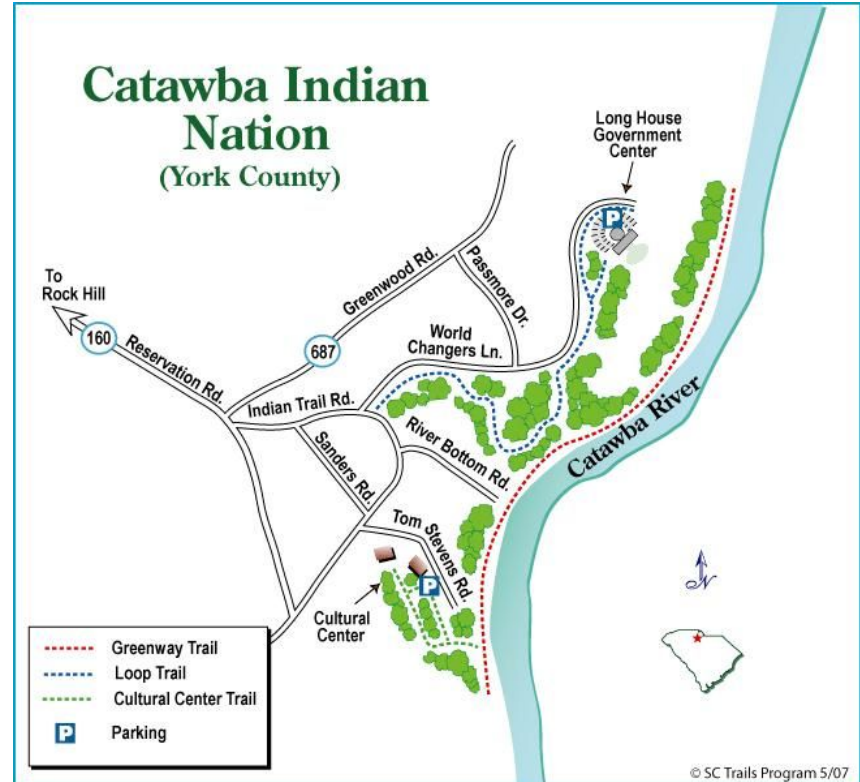 Catawba Indian
Nation
(York County)
Long House
Government
Center
P
To
Rock Hill
160
Reservation Rd.
Greenwood Rd.
687
Passmore Dr.
World
Changers Ln.
Indian Trail Rd.
Sanders Rd.
River Bottom Rd.
Catawba River
Tom Stevens Rd.
P
Cultural
Center
N
Greenway Trail
Loop Trail
Cultural Center Trail
P Parking
© SC Trails Program 5/07